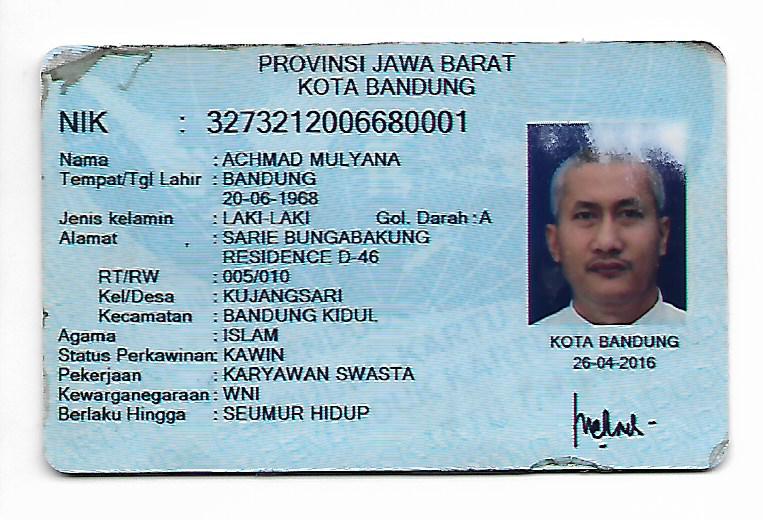 PROVINSI JAWA BARAT
KOTA BANDUNG
NIK : 3273212006680001
Nama : ACHMAD MULYANA
Tempat/Tgl Lahir : BANDUNG
20-06-1968
Jenis kelamin : LAKI-LAKI Gol. Darah : A
Alamat : SARIE BUNGABAKUNG
RESIDENCE D-46
RT/RW : 005/010
Kel/Desa : KUJANGSARI
Kecamatan : BANDUNG KIDUL
Agama : ISLAM
Status Perkawinan: KAWIN
Pekerjaan : KARYAWAN SWASTA
Kewarganegaraan : WNI
Berlaku Hingga : SEUMUR HIDUP
KOTA BANDUNG
26-04-2016